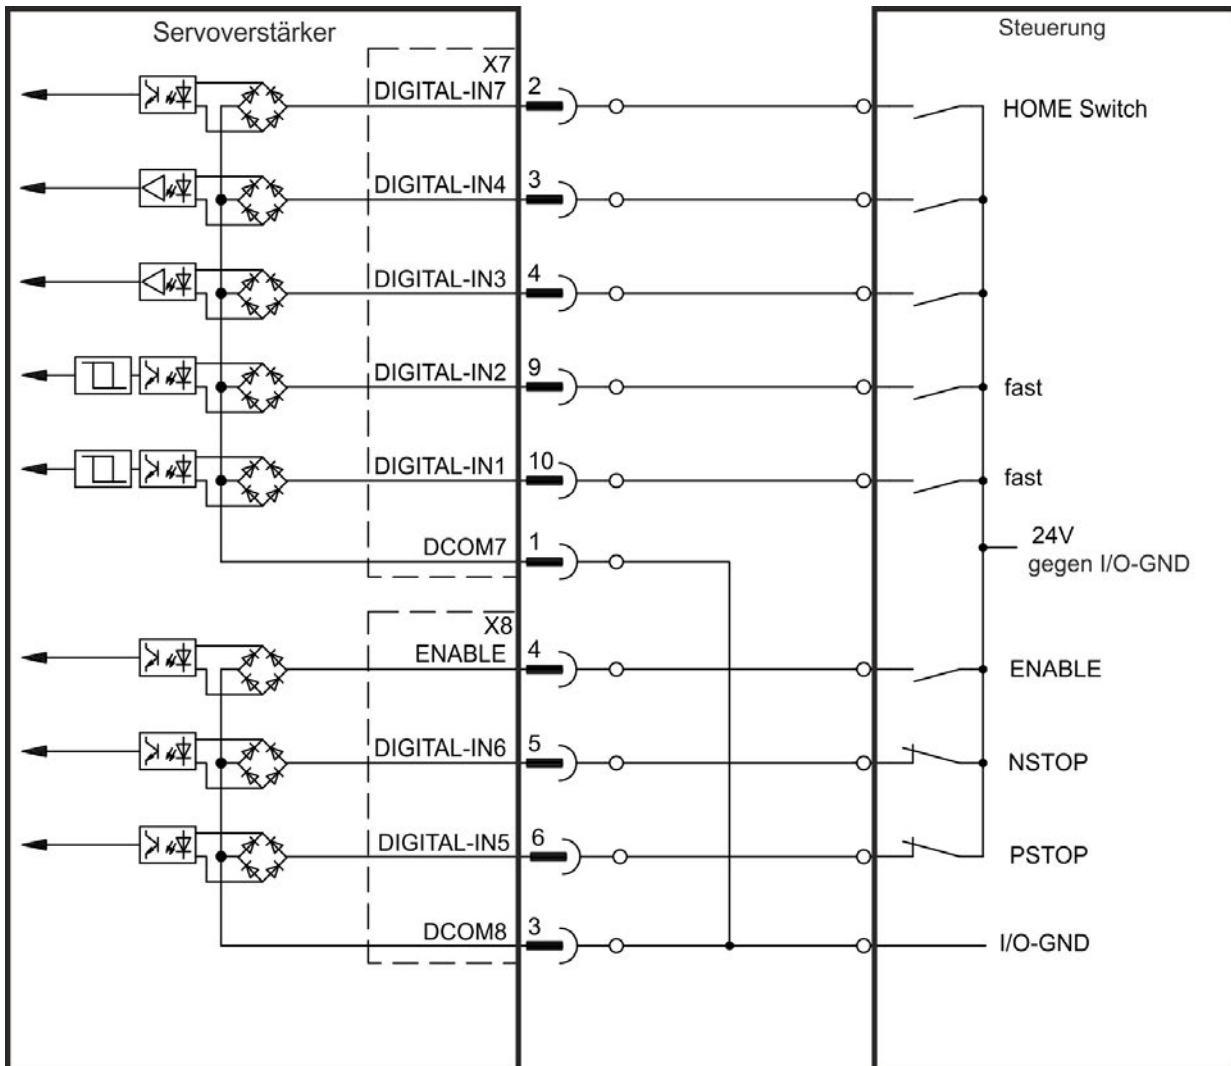 Servoverstärker
Steuerung
X7
DIGITAL-IN7 2 HOME Switch
DIGITAL-IN4 3
DIGITAL-IN3 4
DIGITAL-IN2 9 fast
DIGITAL-IN1 10 fast
24V
gegen I/O-GND
DCOM7 1
X8
ENABLE 4 ENABLE
DIGITAL-IN6 5 NSTOP
DIGITAL-IN5 6 PSTOP
DCOM8 3 I/O-GND